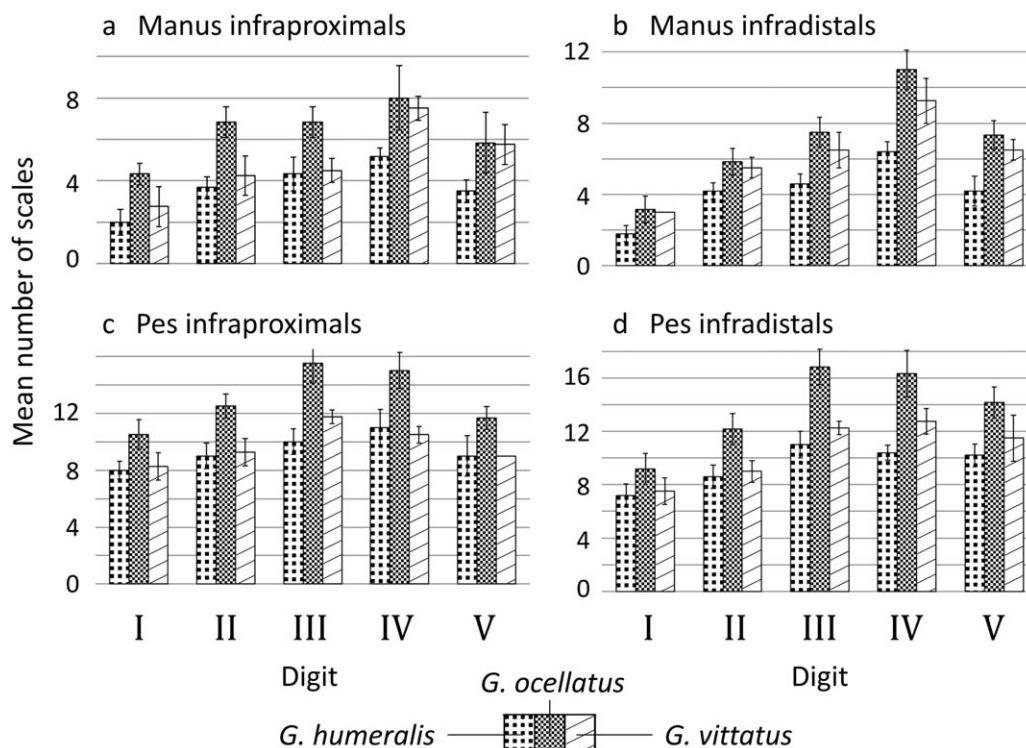 a Manus infraproximals
b Manus infradistals
Mean number of scales
8
4
0
12
8
4
0
c Pes infraproximals
d Pes infradistals
12
8
4
0
16
12
8
4
0
I II III IV V
I II III IV V
Digit
Digit
G. ocellatus
G. humeralis
G. vittatus